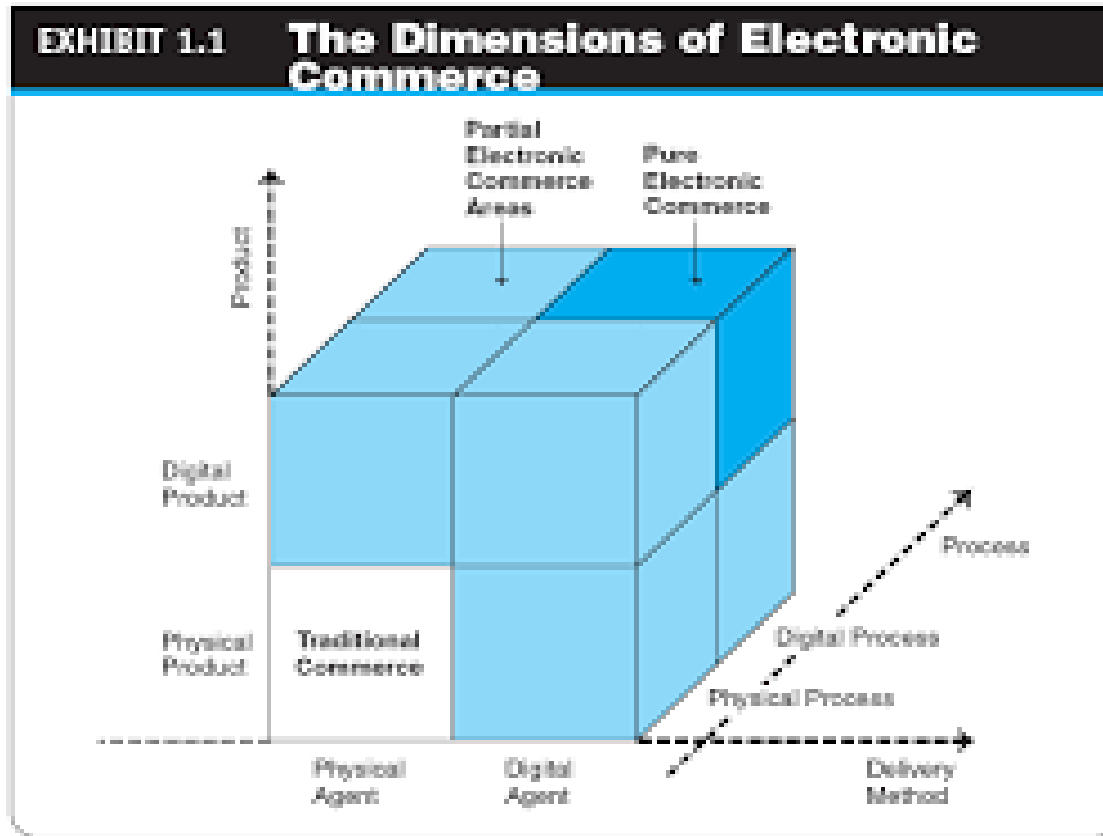 EXHIBIT 1.1
The Dimensions of Electronic
Commerce
Partial
Electronic
Commerce
Areas
Pure
Electronic
Commerce
Product
Digital
Product
Physical
Product
Traditional
Commerce
Process
Digital Process
Physical Process
Physical
Agent
Digital
Agent
Delivery
Method